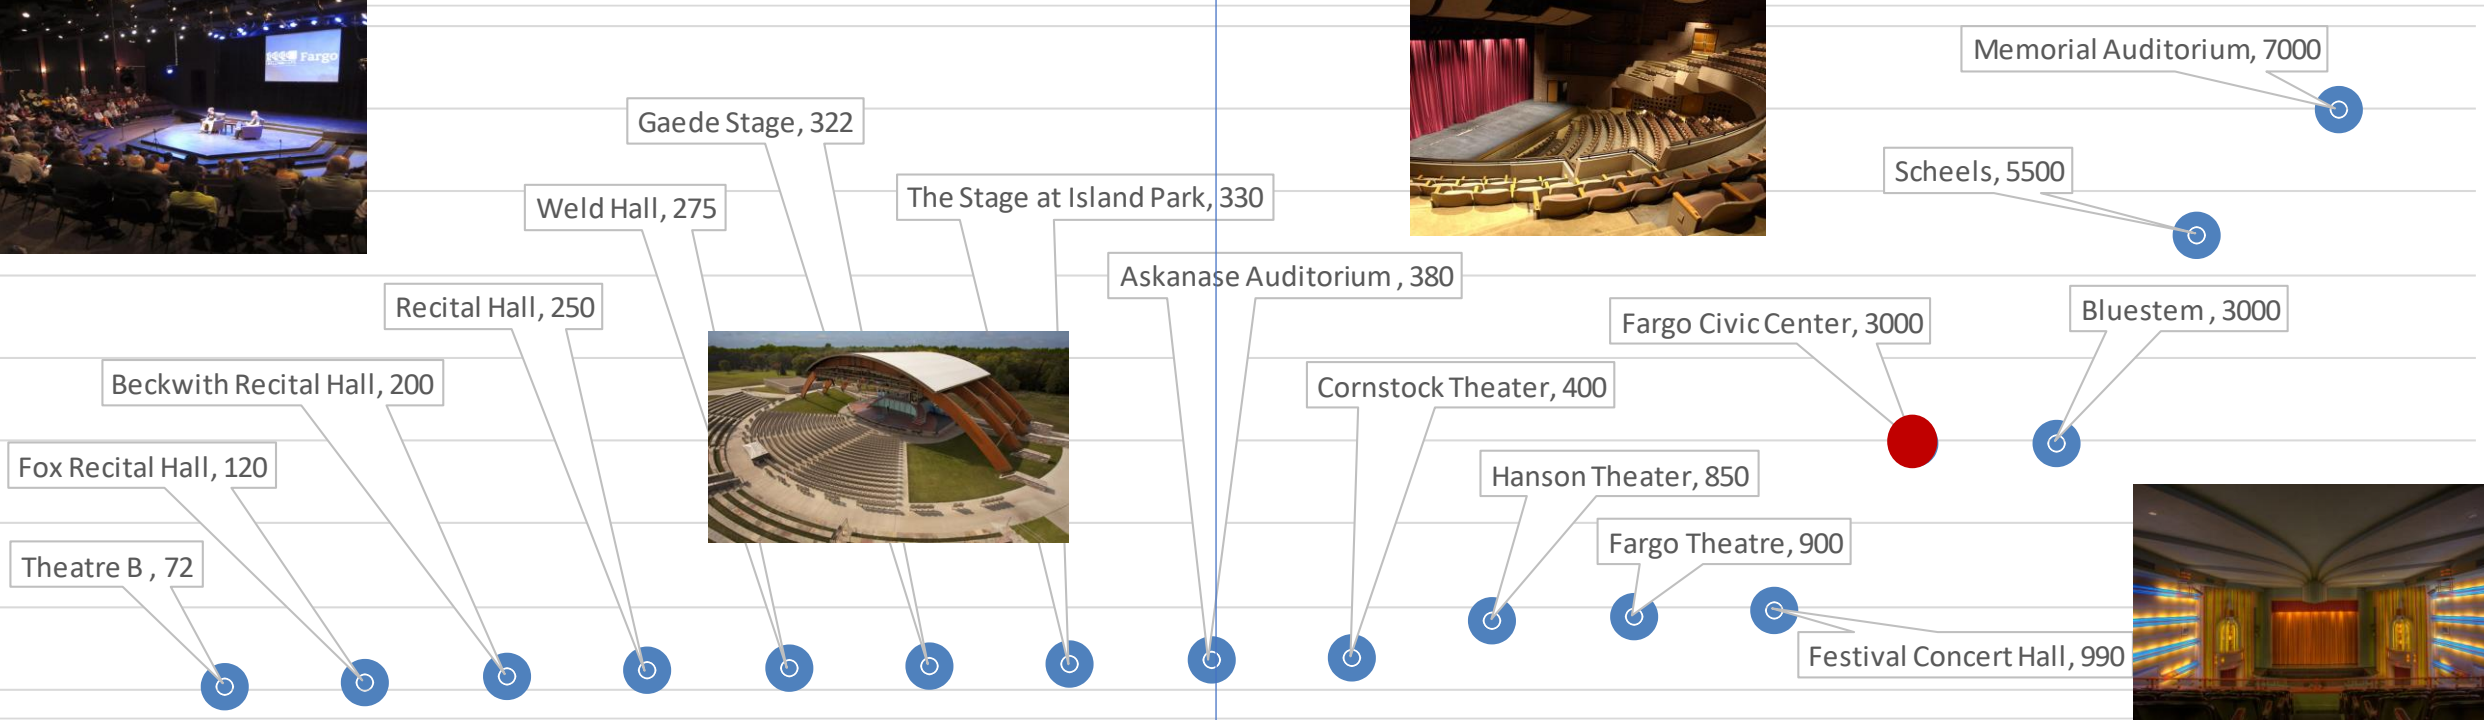 Fargo
Memorial Auditorium, 7000
Gaede Stage, 322
Scheels, 5500
Weld Hall, 275
The Stage at Island Park, 330
Askanase Auditorium , 380
Recital Hall, 250
Fargo Civic Center, 3000
Bluestem , 3000
Beckwith Recital Hall, 200
Cornstock Theater, 400
Fox Recital Hall, 120
Hanson Theater, 850
Fargo Theatre, 900
Theatre B , 72
Festival Concert Hall, 990